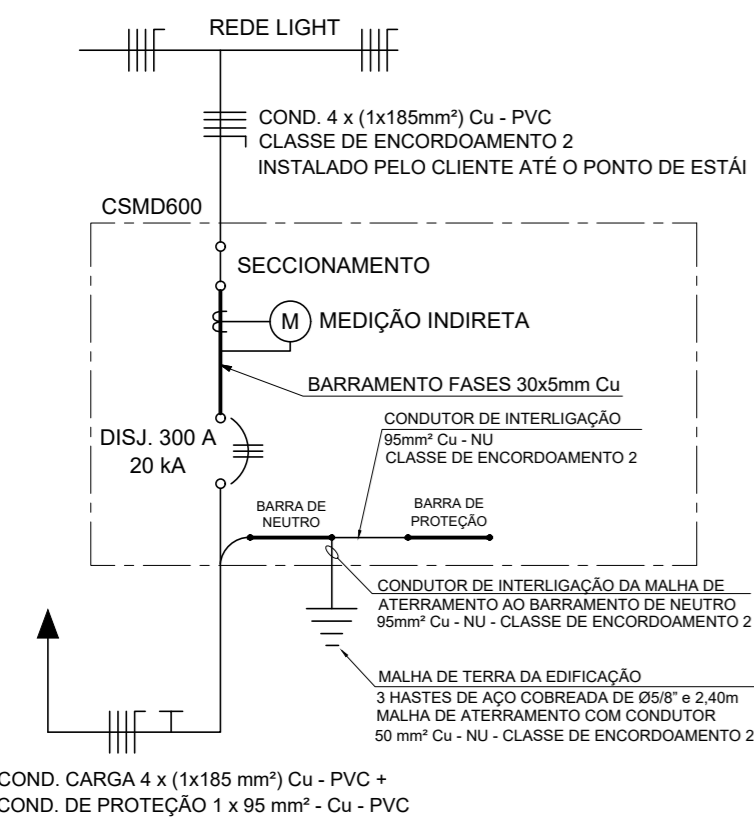 REDE LIGHT
COND. 4 x (1x185mm²) Cu - PVC
CLASSE DE ENCORDOAMENTO 2
INSTALADO PELO CLIENTE ATÉ O PONTO DE ESTÁI
CSMD600
SECCIONAMENTO
M
MEDIÇÃO INDIRETA
BARRAMENTO FASES 30x5mm Cu
DISJ. 300 A
20 kA
CONDUTOR DE INTERLIGAÇÃO
95mm² Cu - NU
CLASSE DE ENCORDOAMENTO 2
BARRA DE
NEUTRO
BARRA DE
PROTEÇÃO
CONDUTOR DE INTERLIGAÇÃO DA MALHA DE
ATERRAMENTO AO BARRAMENTO DE NEUTRO
95mm² Cu - NU - CLASSE DE ENCORDOAMENTO 2
MALHA DE TERRA DA EDIFICAÇÃO
3 HASTES DE AÇO COBREADA DE Ø5/8" e 2,40m
MALHA DE ATERRAMENTO COM CONDUTOR
50 mm² Cu - NU - CLASSE DE ENCORDOAMENTO 2
COND. CARGA 4 x (1x185 mm²) Cu - PVC +
COND. DE PROTEÇÃO 1 x 95 mm² - Cu - PVC